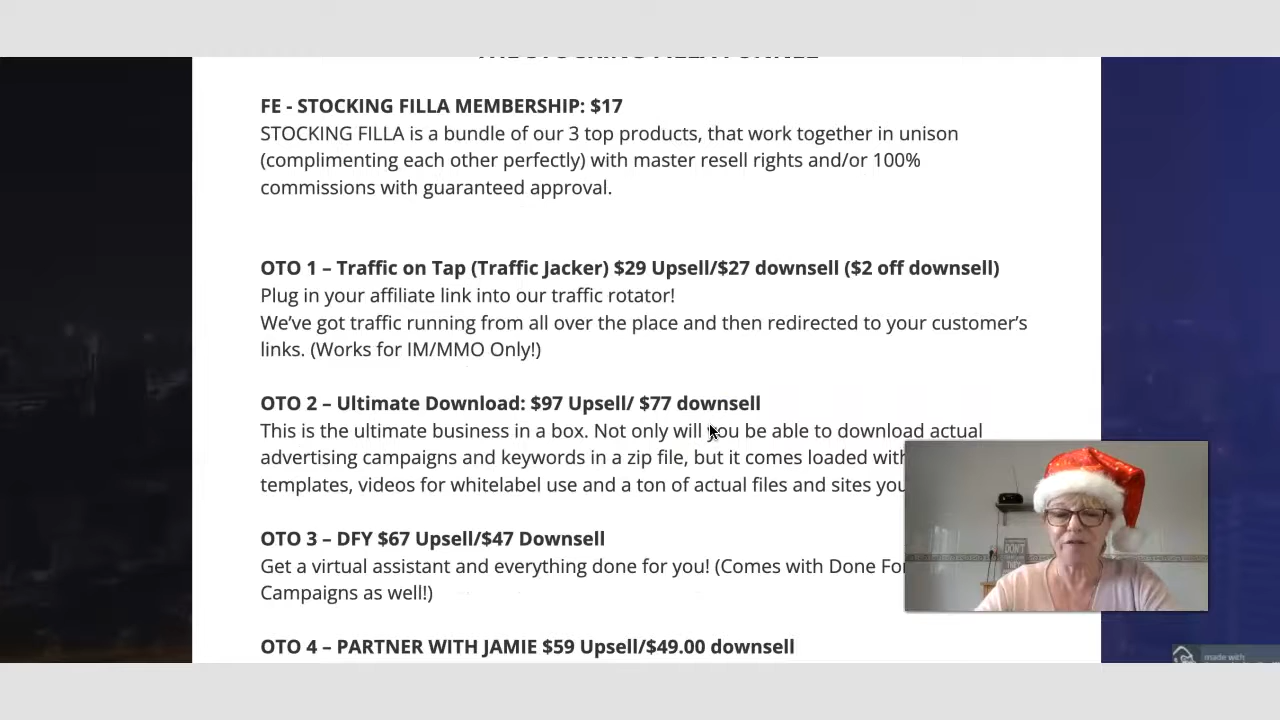 THE STOCKING FILLA FUNNEL
FE - STOCKING FILLA MEMBERSHIP: $17
STOCKING FILLA is a bundle of our 3 top products, that work together in unison
(complimenting each other perfectly) with master resell rights and/or 100%
commissions with guaranteed approval.
OTO 1 – Traffic on Tap (Traffic Jacker) $29 Upsell/$27 downsell ($2 off downsell)
Plug in your affiliate link into our traffic rotator!
We’ve got traffic running from all over the place and then redirected to your customer’s
links. (Works for IM/MMO Only!)
OTO 2 – Ultimate Download: $97 Upsell/ $77 downsell
This is the ultimate business in a box. Not only will you be able to download actual
advertising campaigns and keywords in a zip file, but it comes loaded with
templates, videos for whitelabel use and a ton of actual files and sites you
OTO 3 – DFY $67 Upsell/$47 Downsell
Get a virtual assistant and everything done for you! (Comes with Done For
Campaigns as well!)
OTO 4 – PARTNER WITH JAMIE $59 Upsell/$49.00 downsell
DON'T
made with